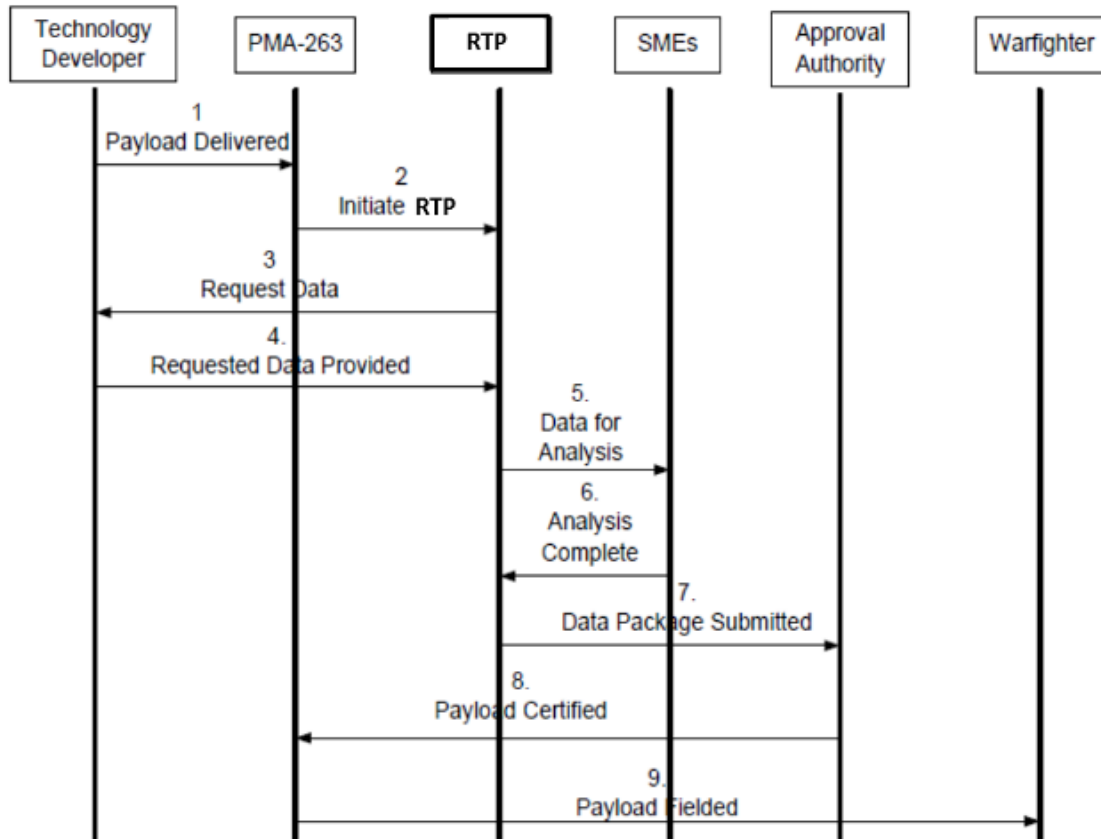 Technology
Developer
PMA-263
RTP
SMEs
Approval
Authority
Warfighter
1
Payload Delivered
2
Initiate RTP
3
Request Data
4.
Requested Data Provided
5.
Data for
Analysis
6.
Analysis
Complete
7.
Data Package Submitted
8.
Payload Certified
9.
Payload Fielded